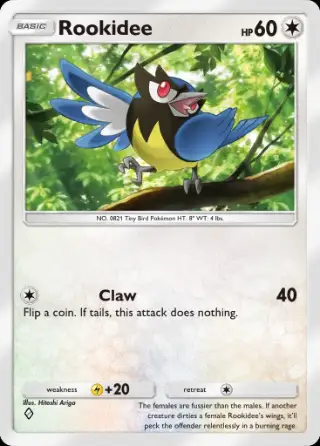 BASIC Rookidee HP 60
NO. 0821 Tiny Bird Pokémon HT: 8" WT: 4 lbs.
Claw 40
Flip a coin. If tails, this attack does nothing.
weakness +20 retreat
Illus. Hitoshi Ariga
The females are fussier than the males. If another
creature dirties a female Rookidee's wings, it'll
peck the offender relentlessly in a burning rage.